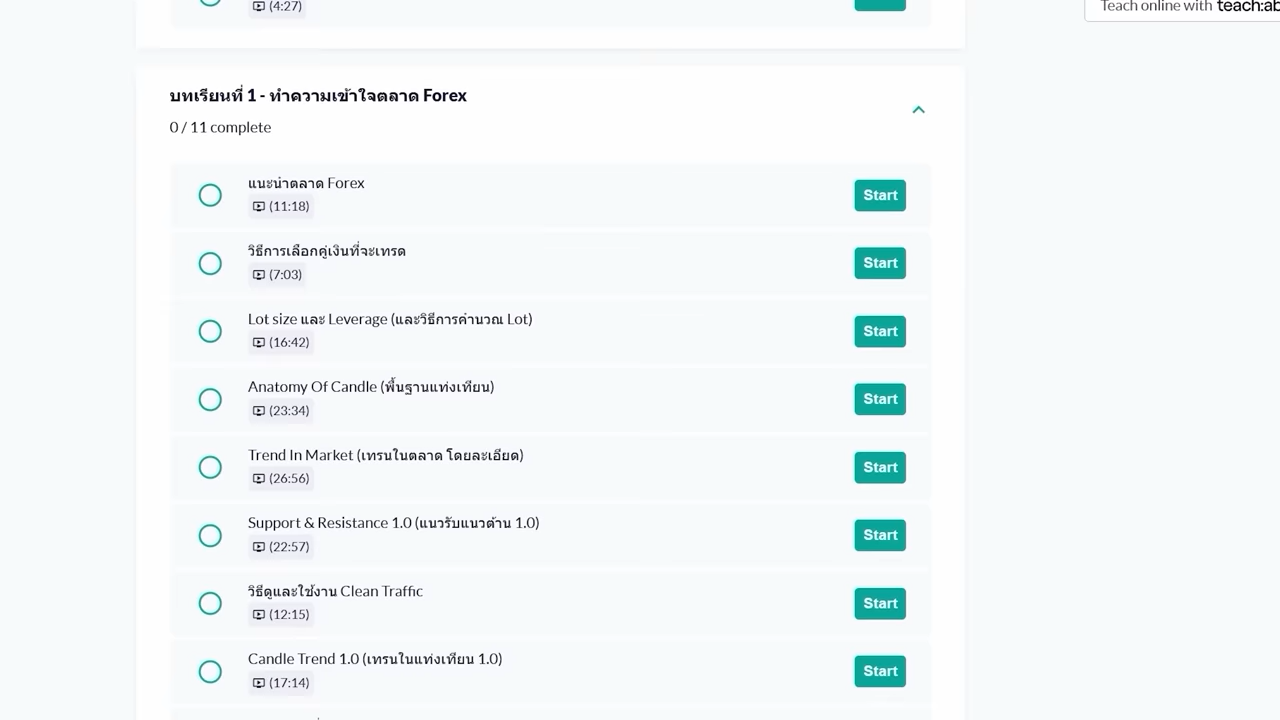 (4:27)
Teach online with teach:ab
บทเรียนที่ 1 - ทำความเข้าใจตลาด Forex
0 / 11 complete
แนะนำตลาด Forex
(11:18)
Start
วิธีการเลือกคู่เงินที่จะเทรด
(7:03)
Start
Lot size และ Leverage (และวิธีการคำนวณ Lot)
(16:42)
Start
Anatomy Of Candle (พื้นฐานแท่งเทียน)
(23:34)
Start
Trend In Market (เทรนในตลาด โดยละเอียด)
(26:56)
Start
Support & Resistance 1.0 (แนวรับแนวต้าน 1.0)
(22:57)
Start
วิธีดูและใช้งาน Clean Traffic
(12:15)
Start
Candle Trend 1.0 (เทรนในแท่งเทียน 1.0)
(17:14)
Start